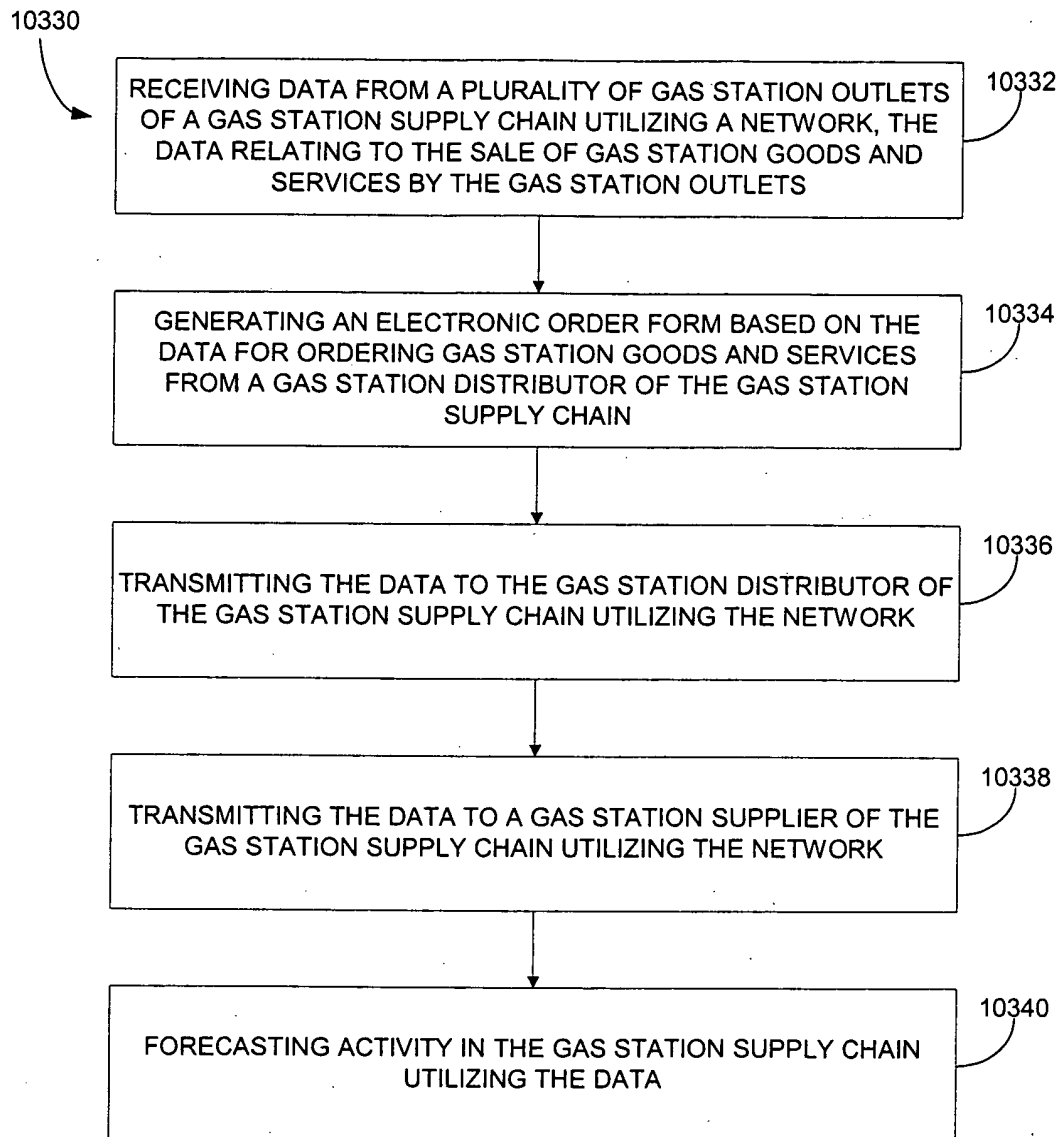 10330
RECEIVING DATA FROM A PLURALITY OF GAS STATION OUTLETS
OF A GAS STATION SUPPLY CHAIN UTILIZING A NETWORK, THE
DATA RELATING TO THE SALE OF GAS STATION GOODS AND
SERVICES BY THE GAS STATION OUTLETS
10332
GENERATING AN ELECTRONIC ORDER FORM BASED ON THE
DATA FOR ORDERING GAS STATION GOODS AND SERVICES
FROM A GAS STATION DISTRIBUTOR OF THE GAS STATION
SUPPLY CHAIN
10334
TRANSMITTING THE DATA TO THE GAS STATION DISTRIBUTOR OF
THE GAS STATION SUPPLY CHAIN UTILIZING THE NETWORK
10336
TRANSMITTING THE DATA TO A GAS STATION SUPPLIER OF THE
GAS STATION SUPPLY CHAIN UTILIZING THE NETWORK
10338
FORECASTING ACTIVITY IN THE GAS STATION SUPPLY CHAIN
UTILIZING THE DATA
10340